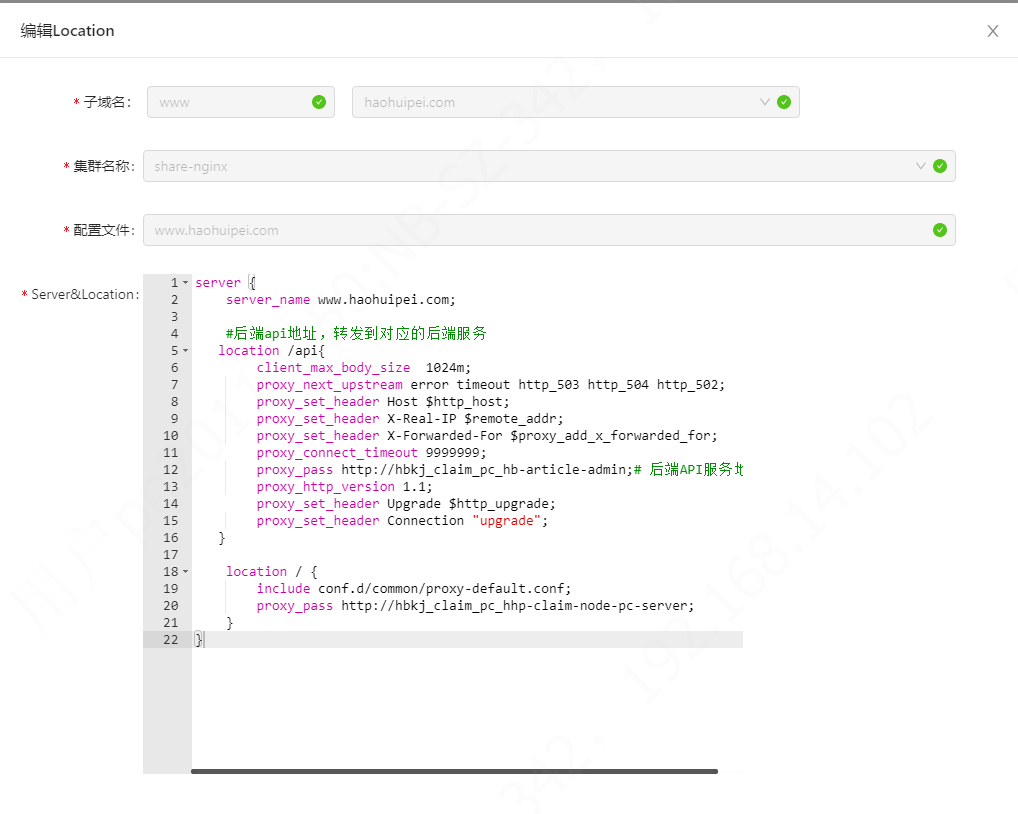 编辑Location
* 子域名： www haohuipei.com
* 集群名称： share-nginx
* 配置文件： www.haohuipei.com
* Server&Location：
1 server {
2 server_name www.haohuipei.com;
3
4 #后端api地址，转发到对应的后端服务
5 location /api{
6 client_max_body_size 1024m;
7 proxy_next_upstream error timeout http_503 http_504 http_502;
8 proxy_set_header Host $http_host;
9 proxy_set_header X-Real-IP $remote_addr;
10 proxy_set_header X-Forwarded-For $proxy_add_x_forwarded_for;
11 proxy_connect_timeout 9999999;
12 proxy_pass http://hbkj_claim_pc_hb-article-admin;# 后端API服务
13 proxy_http_version 1.1;
14 proxy_set_header Upgrade $http_upgrade;
15 proxy_set_header Connection "upgrade";
16 }
17
18 location / {
19 include conf.d/common/proxy-default.conf;
20 proxy_pass http://hbkj_claim_pc_hhp-claim-node-pc-server;
21 }
22 }
192.168.14.102